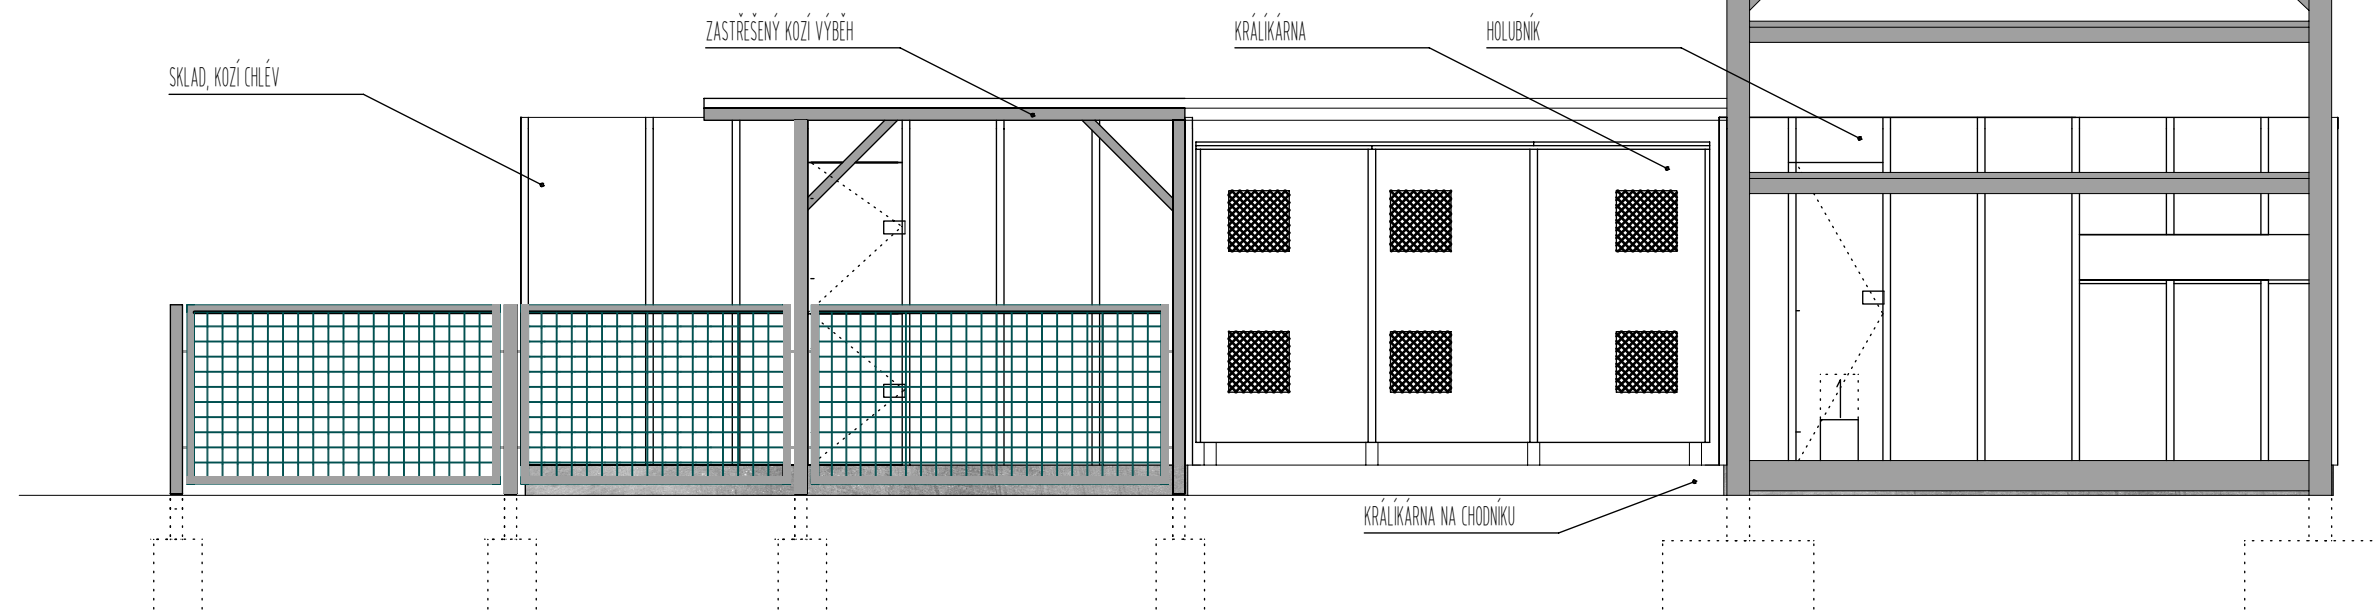 ZASTŘEŠENÝ KOZÍ VÝBĚH
KRÁLÍKÁRNA
HOLUBNÍK
SKLAD, KOZÍ CHLÉV
KRÁLÍKÁRNA NA CHODNÍKU